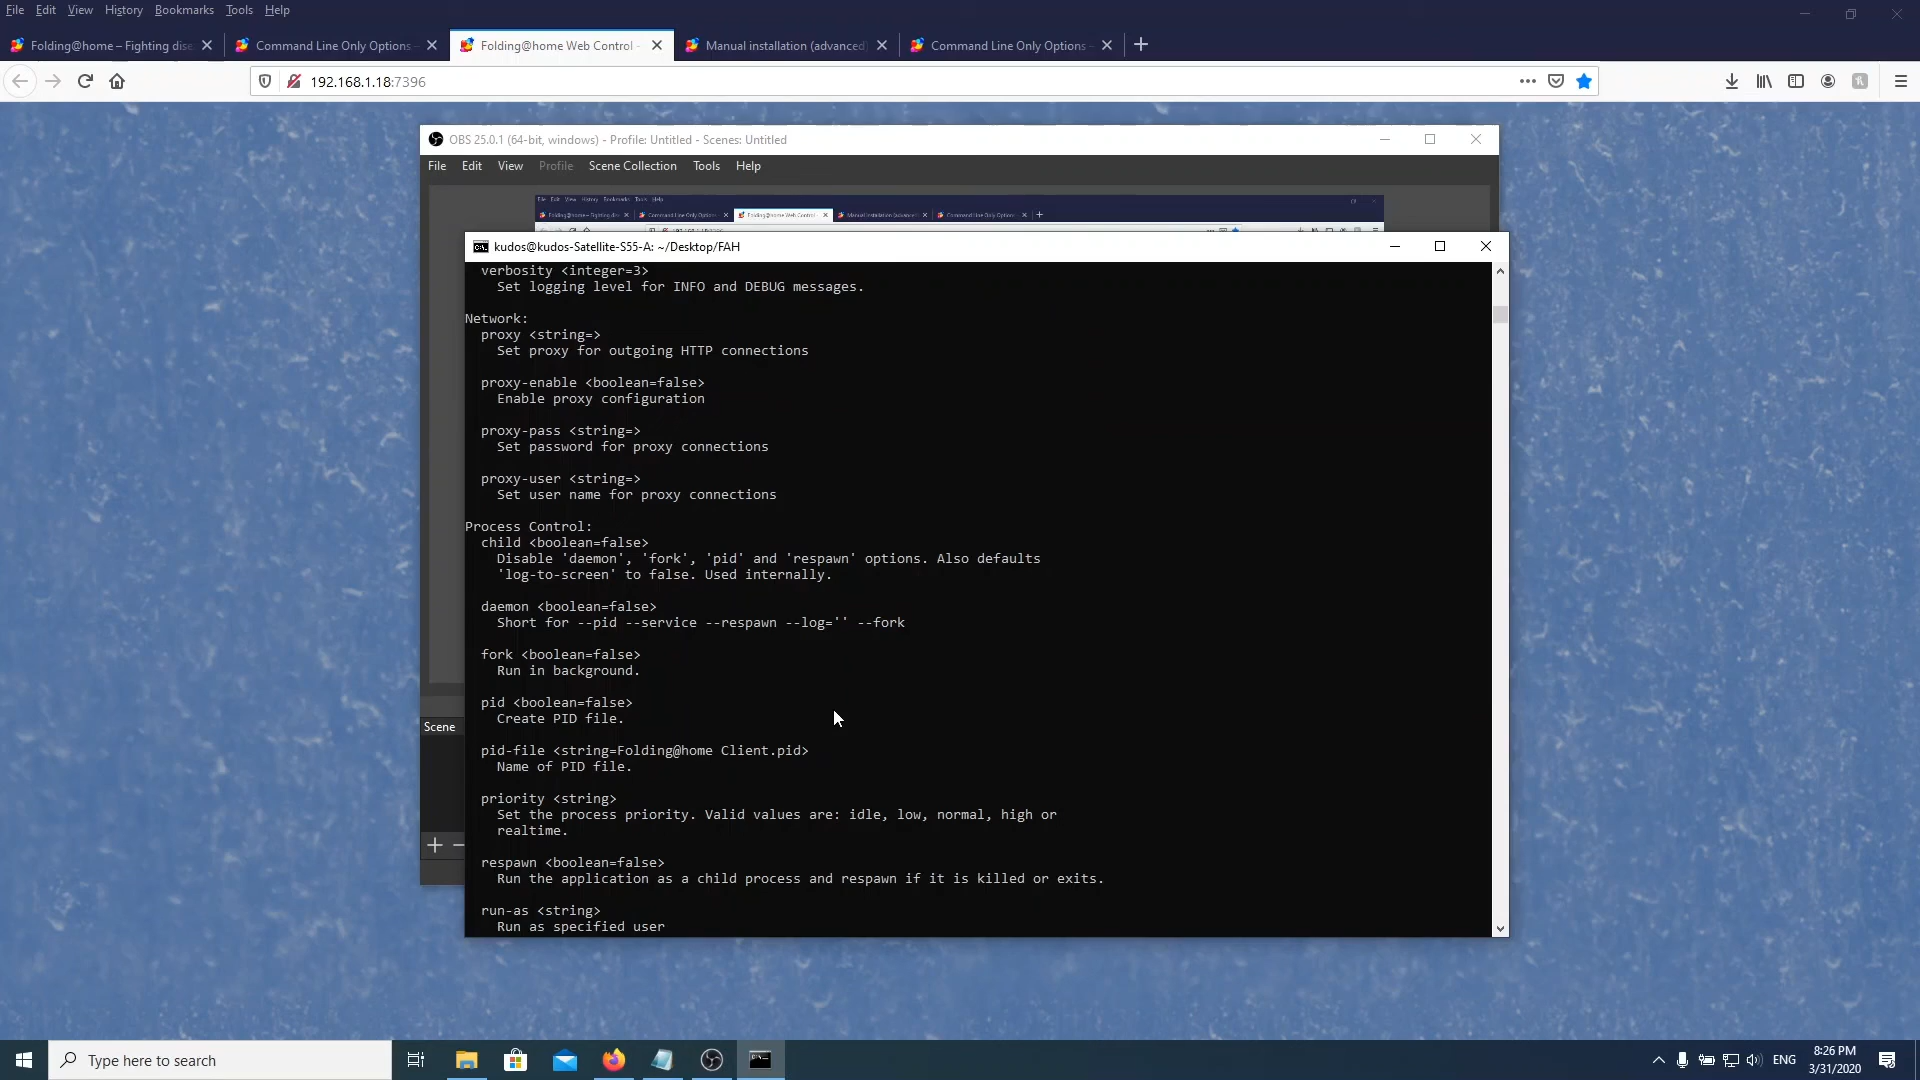 File Edit View History Bookmarks Tools Help
Folding@home – Fighting dise
Command Line Only Options –
Folding@home Web Control -
Manual installation (advanced)
Command Line Only Options –
192.168.1.18:7396
OBS 25.0.1 (64-bit, windows) - Profile: Untitled - Scenes: Untitled
File Edit View Profile Scene Collection Tools Help
kudos@kudos-Satellite-S55-A: ~/Desktop/FAH
verbosity <integer=3>
Set logging level for INFO and DEBUG messages.
Network:
proxy <string=>
Set proxy for outgoing HTTP connections
proxy-enable <boolean=false>
Enable proxy configuration
proxy-pass <string=>
Set password for proxy connections
proxy-user <string=>
Set user name for proxy connections
Process Control:
child <boolean=false>
Disable 'daemon', 'fork', 'pid' and 'respawn' options. Also defaults
'log-to-screen' to false. Used internally.
daemon <boolean=false>
Short for --pid --service --respawn --log='' --fork
fork <boolean=false>
Run in background.
pid <boolean=false>
Create PID file.
pid-file <string=Folding@home Client.pid>
Name of PID file.
priority <string>
Set the process priority. Valid values are: idle, low, normal, high or
realtime.
respawn <boolean=false>
Run the application as a child process and respawn if it is killed or exits.
run-as <string>
Run as specified user
Scene
Type here to search
ENG
8:26 PM
3/31/2020